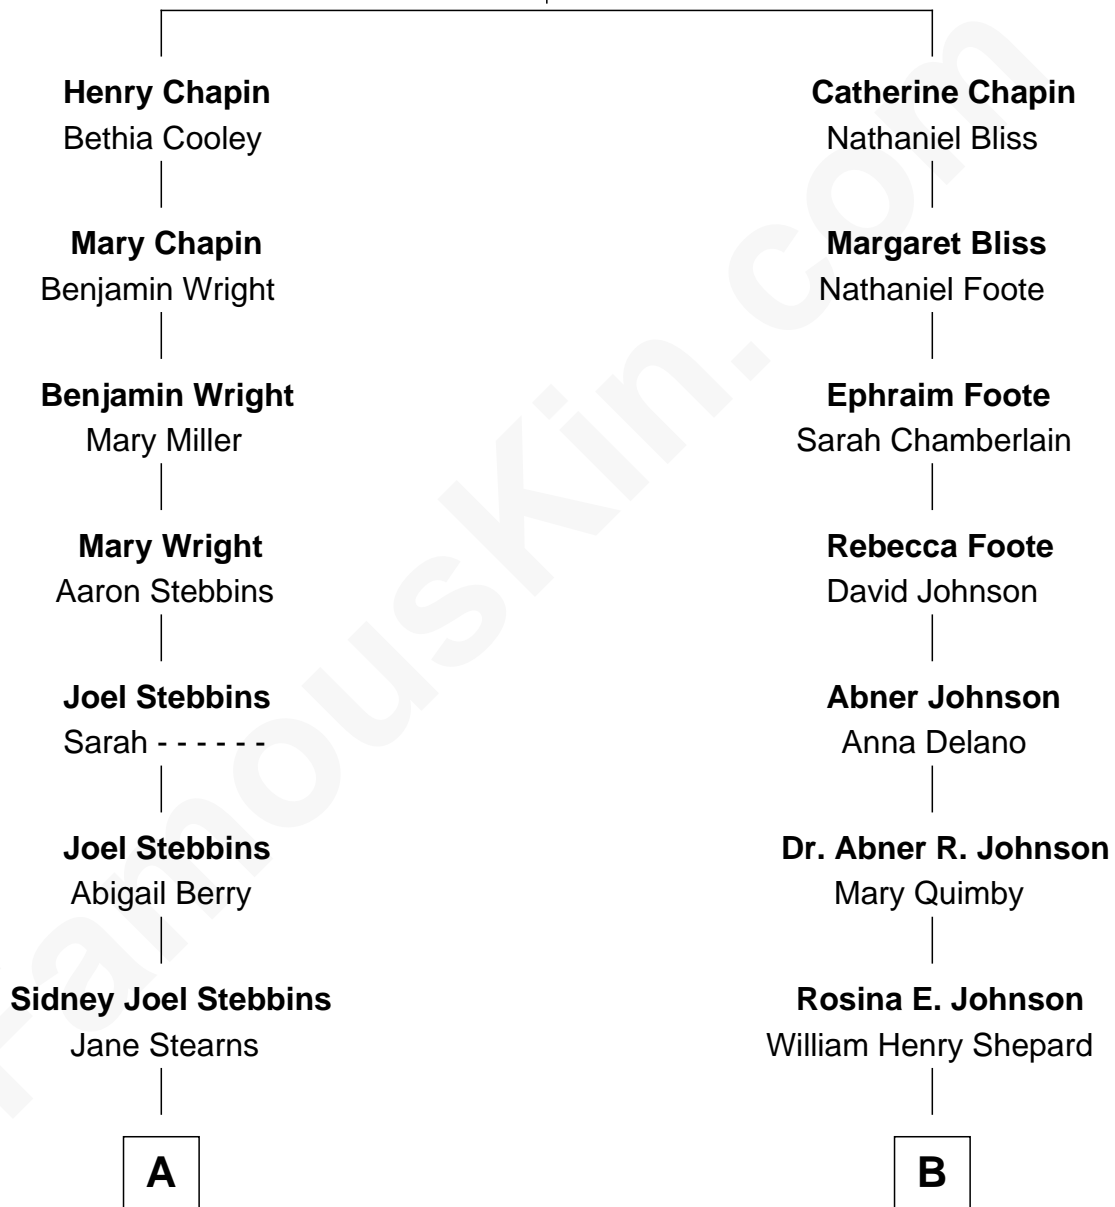 Henry Chapin
Bethia Cooley
Mary Chapin
Benjamin Wright
Benjamin Wright
Mary Miller
Mary Wright
Aaron Stebbins
Joel Stebbins
Sarah - - - - - -
Joel Stebbins
Abigail Berry
Sidney Joel Stebbins
Jane Stearns
A
Catherine Chapin
Nathaniel Bliss
Margaret Bliss
Nathaniel Foote
Ephraim Foote
Sarah Chamberlain
Rebecca Foote
David Johnson
Abner Johnson
Anna Delano
Dr. Abner R. Johnson
Mary Quimby
Rosina E. Johnson
William Henry Shepard
B
FamousKin.com